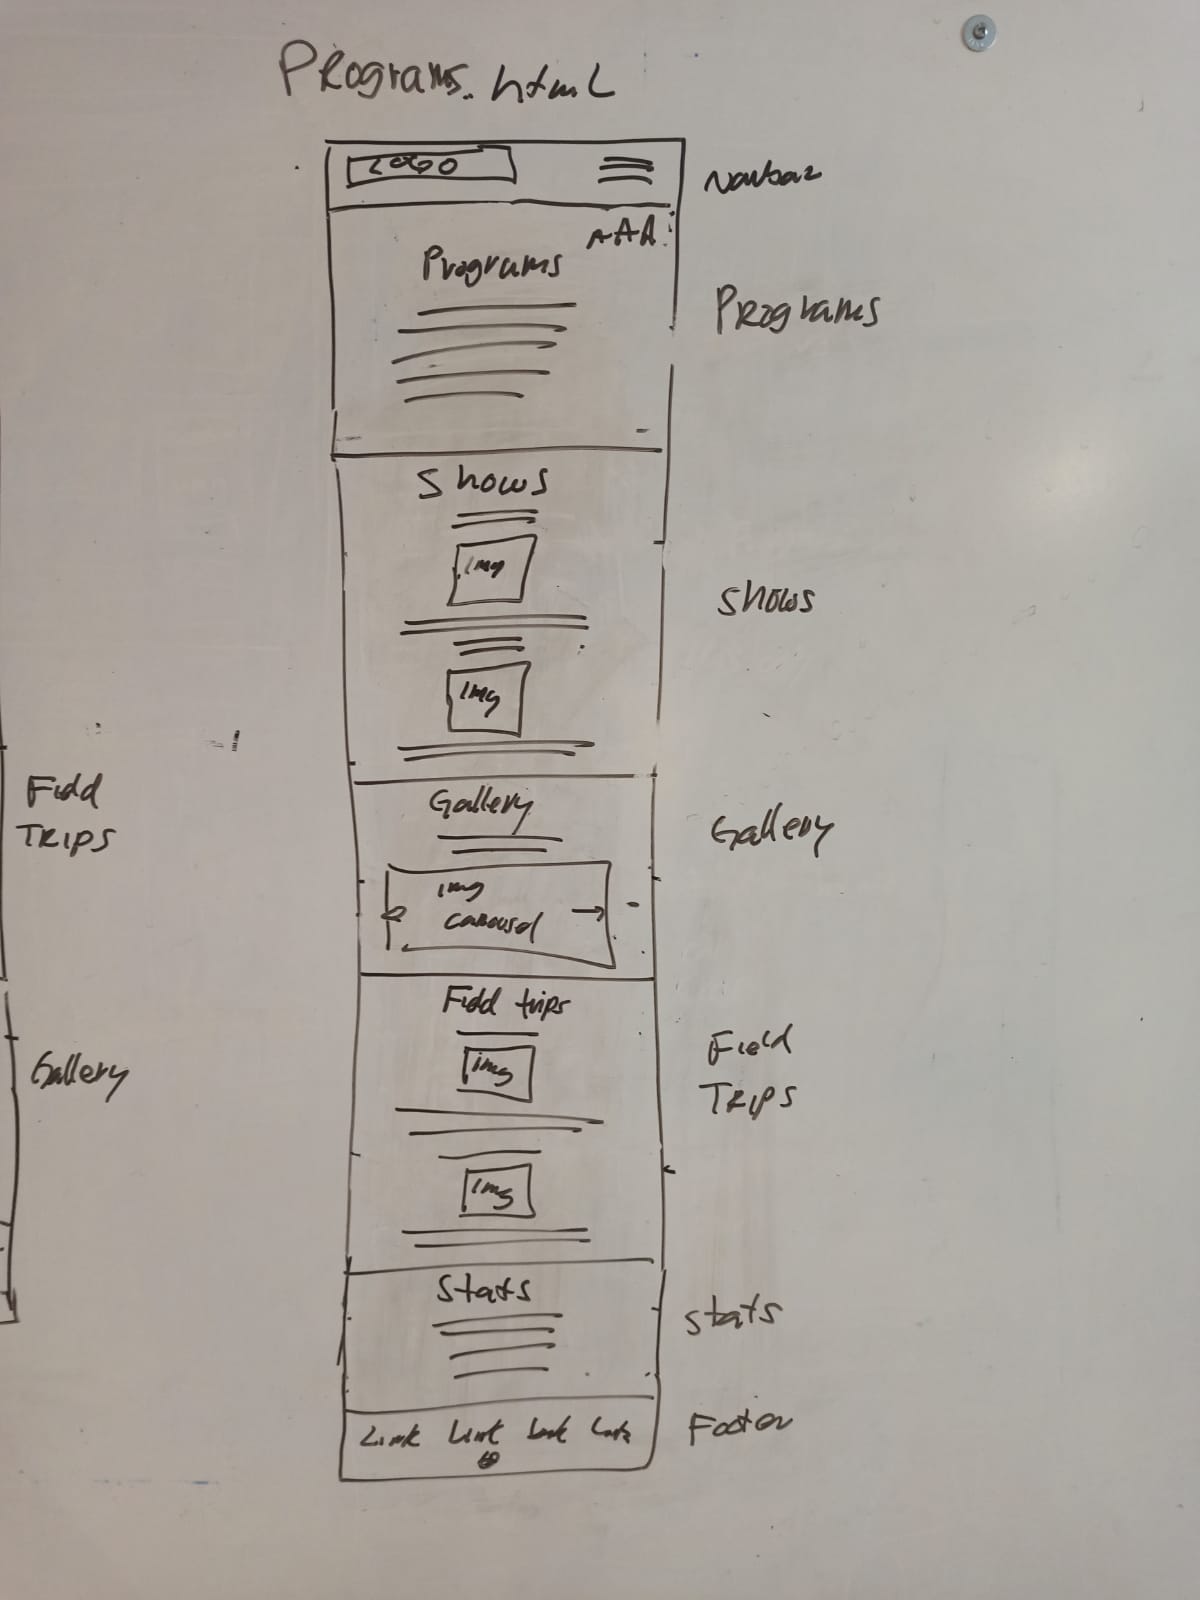 Programs.html
LOGO
Navbar
AAA
Programs
Programs
Shows
img
Shows
img
Field
TRIPS
Gallery
Gallery
img
carousel
Field trips
img
Field
TRIPS
Gallery
img
Stats
Stats
Link Link Link Link
Footer